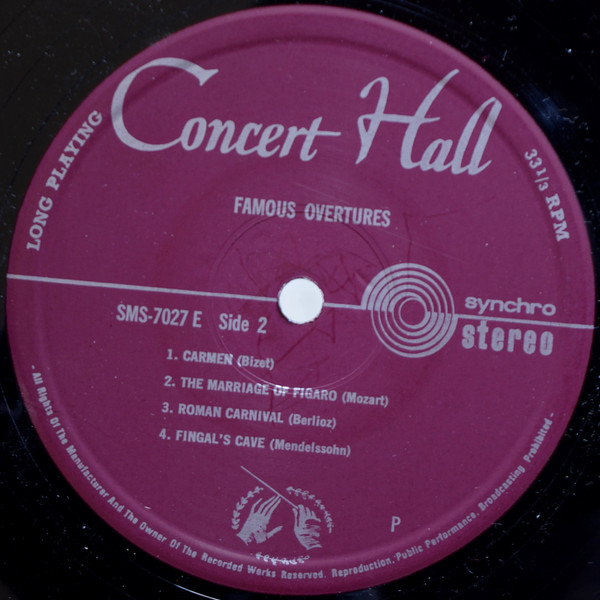 Concert Hall
LONG PLAYING
33 1/3 RPM
FAMOUS OVERTURES
synchro
stereo
SMS-7027 E Side 2
1. CARMEN (Bizet)
2. THE MARRIAGE OF FIGARO (Mozart)
3. ROMAN CARNIVAL (Berlioz)
4. FINGAL'S CAVE (Mendelssohn)
P
- All Rights Of The Manufacturer And The Owner Of The Recorded Works Reserved. Reproduction. Public Performance. Broadcasting Prohibited -